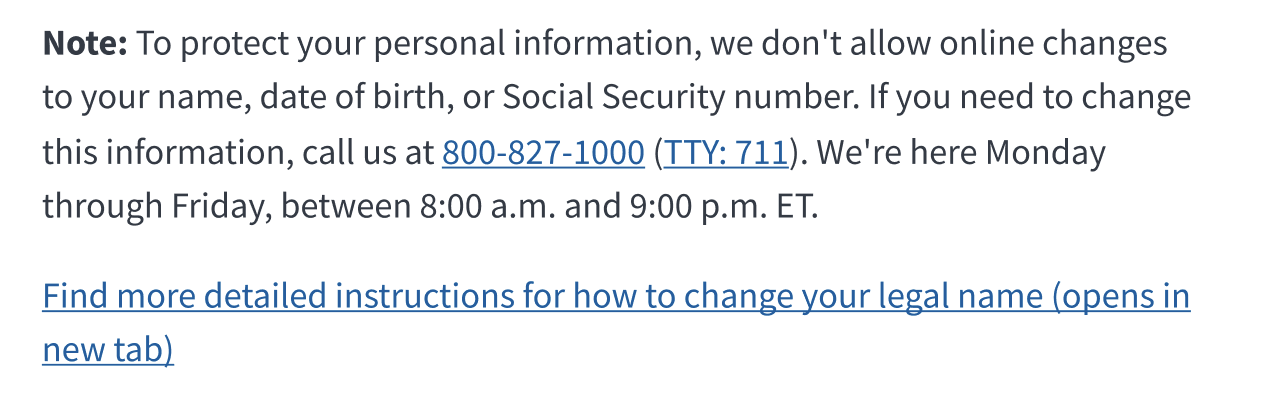 Note: To protect your personal information, we don't allow online changes
to your name, date of birth, or Social Security number. If you need to change
this information, call us at 800-827-1000 (TTY: 711). We're here Monday
through Friday, between 8:00 a.m. and 9:00 p.m. ET.
Find more detailed instructions for how to change your legal name (opens in
new tab)